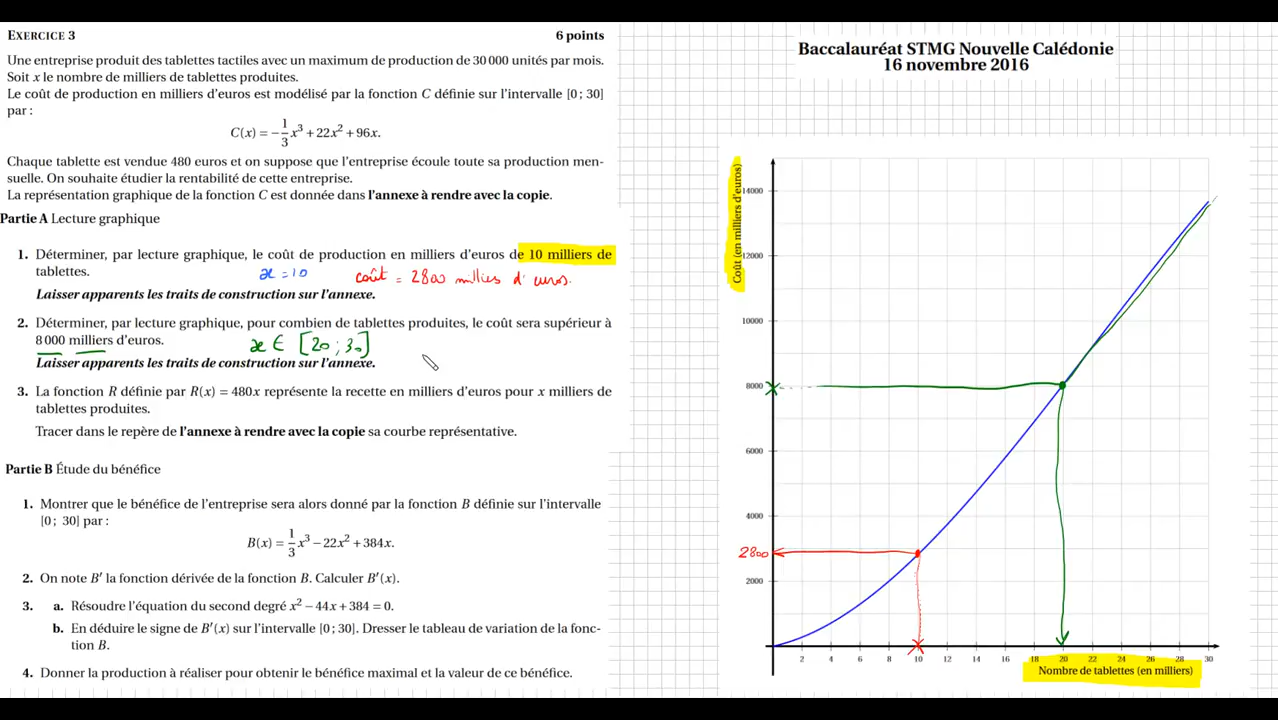 EXERCICE 3 6 points
Une entreprise produit des tablettes tactiles avec un maximum de production de 30 000 unités par mois.
Soit x le nombre de milliers de tablettes produites.
Le coût de production en milliers d'euros est modélisé par la fonction C définie sur l'intervalle [0 ; 30]
par :
C(x) = −1/3 x³ + 22x² + 96x.
Chaque tablette est vendue 480 euros et on suppose que l'entreprise écoule toute sa production men-
suelle. On souhaite étudier la rentabilité de cette entreprise.
La représentation graphique de la fonction C est donnée dans l'annexe à rendre avec la copie.
Partie A Lecture graphique
1. Déterminer, par lecture graphique, le coût de production en milliers d'euros de 10 milliers de
tablettes.
x = 10 coût = 2800 milliers d'euros.
Laisser apparents les traits de construction sur l'annexe.
2. Déterminer, par lecture graphique, pour combien de tablettes produites, le coût sera supérieur à
8 000 milliers d'euros.
x ∈ [20 ; 30]
Laisser apparents les traits de construction sur l'annexe.
3. La fonction R définie par R(x) = 480x représente la recette en milliers d'euros pour x milliers de
tablettes produites.
Tracer dans le repère de l'annexe à rendre avec la copie sa courbe représentative.
Partie B Étude du bénéfice
1. Montrer que le bénéfice de l'entreprise sera alors donné par la fonction B définie sur l'intervalle
[0 ; 30] par :
B(x) = 1/3 x³ − 22x² + 384x.
2. On note B′ la fonction dérivée de la fonction B. Calculer B′(x).
3. a. Résoudre l'équation du second degré x² − 44x + 384 = 0.
b. En déduire le signe de B′(x) sur l'intervalle [0 ; 30]. Dresser le tableau de variation de la fonc-
tion B.
4. Donner la production à réaliser pour obtenir le bénéfice maximal et la valeur de ce bénéfice.
Baccalauréat STMG Nouvelle Calédonie
16 novembre 2016
Coût (en milliers d'euros)
14000
12000
10000
8000
6000
4000
2800
2000
2 4 6 8 10 12 14 16 18 20 22 24 26 28 30
Nombre de tablettes (en milliers)